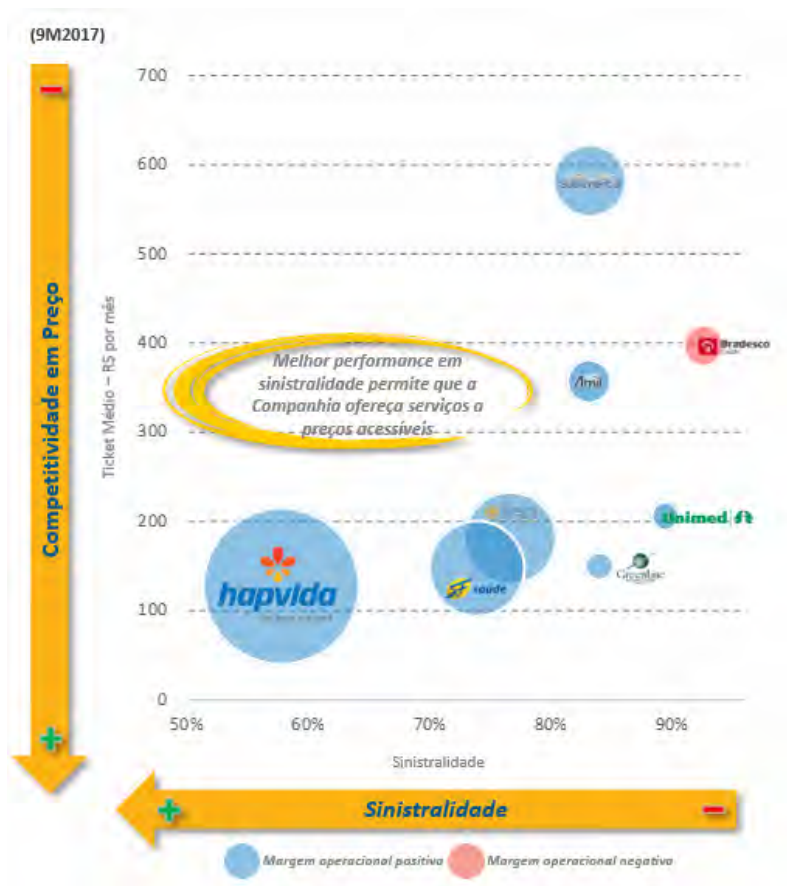 (9M2017)
700
600
500
400
300
200
100
0
Ticket Médio – R$ por mês
Competitividade em Preço
Bradesco
Amil
Melhor performance em
sinistralidade permite que a
Companhia ofereça serviços a
preços acessíveis
Unimed
hapvida
saúde
50%
60%
70%
80%
90%
Sinistralidade
+
Sinistralidade
Margem operacional positiva
Margem operacional negativa